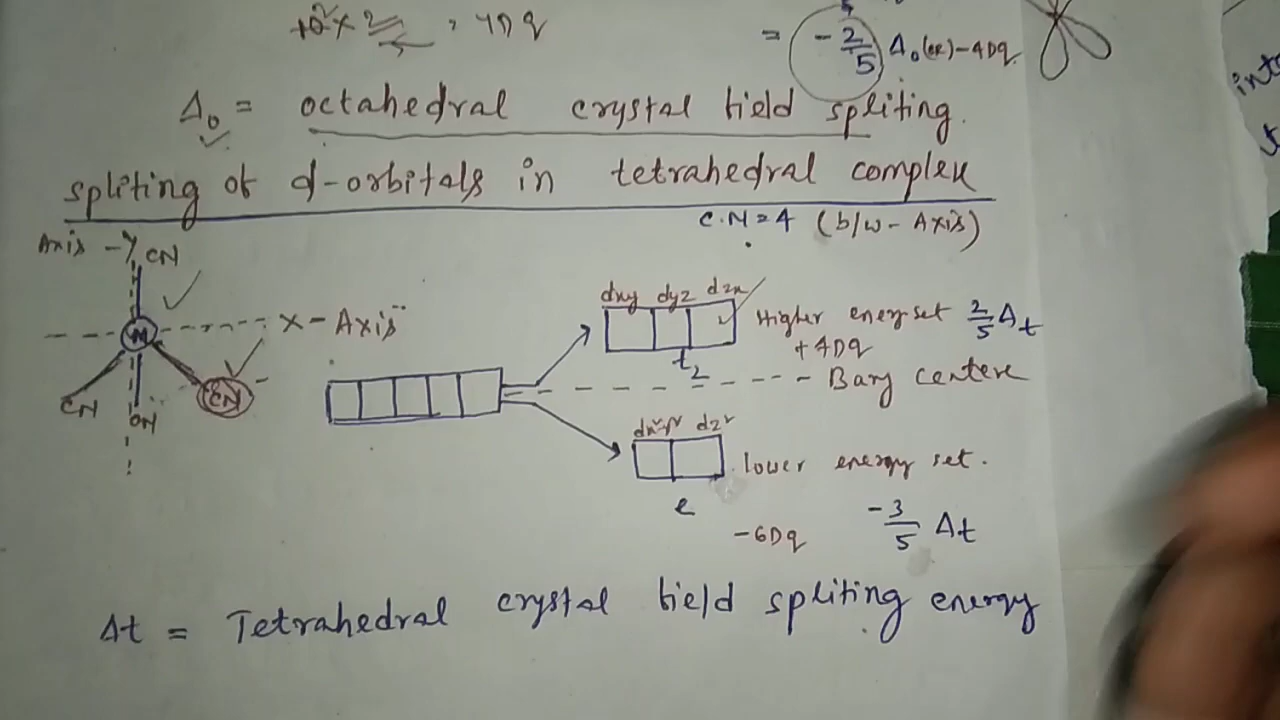 , 4Dq
= - 2/5 Δo (or) -4Dq
Δo = octahedral crystal field spliting.
spliting of d-orbitals in tetrahedral complex
C.N = 4 (b/w - Axis)
Axis - Y
CN
X - Axis
M
CN
CN
CN
dxy dyz dzx
Higher energy set 2/5 Δt
+ 4Dq
t2
Bary centere
dx²-y² dz²
lower energy set.
e
-6Dq
-3/5 Δt
Δt = Tetrahedral crystal field spliting energy
into